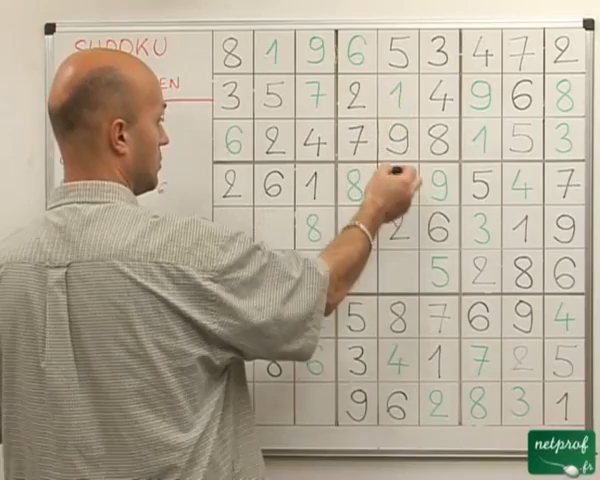 SUDOKU
8 1 9 6 5 3 4 7 2
EN
3 5 7 2 1 4 9 6 8
6 2 4 7 9 8 1 5 3
2 6 1 8 9 5 4 7
8 2 6 3 1 9
5 2 8 6
5 8 7 6 9 4
8 6 3 4 1 7 2 5
9 6 2 8 3 1
netprof
.fr